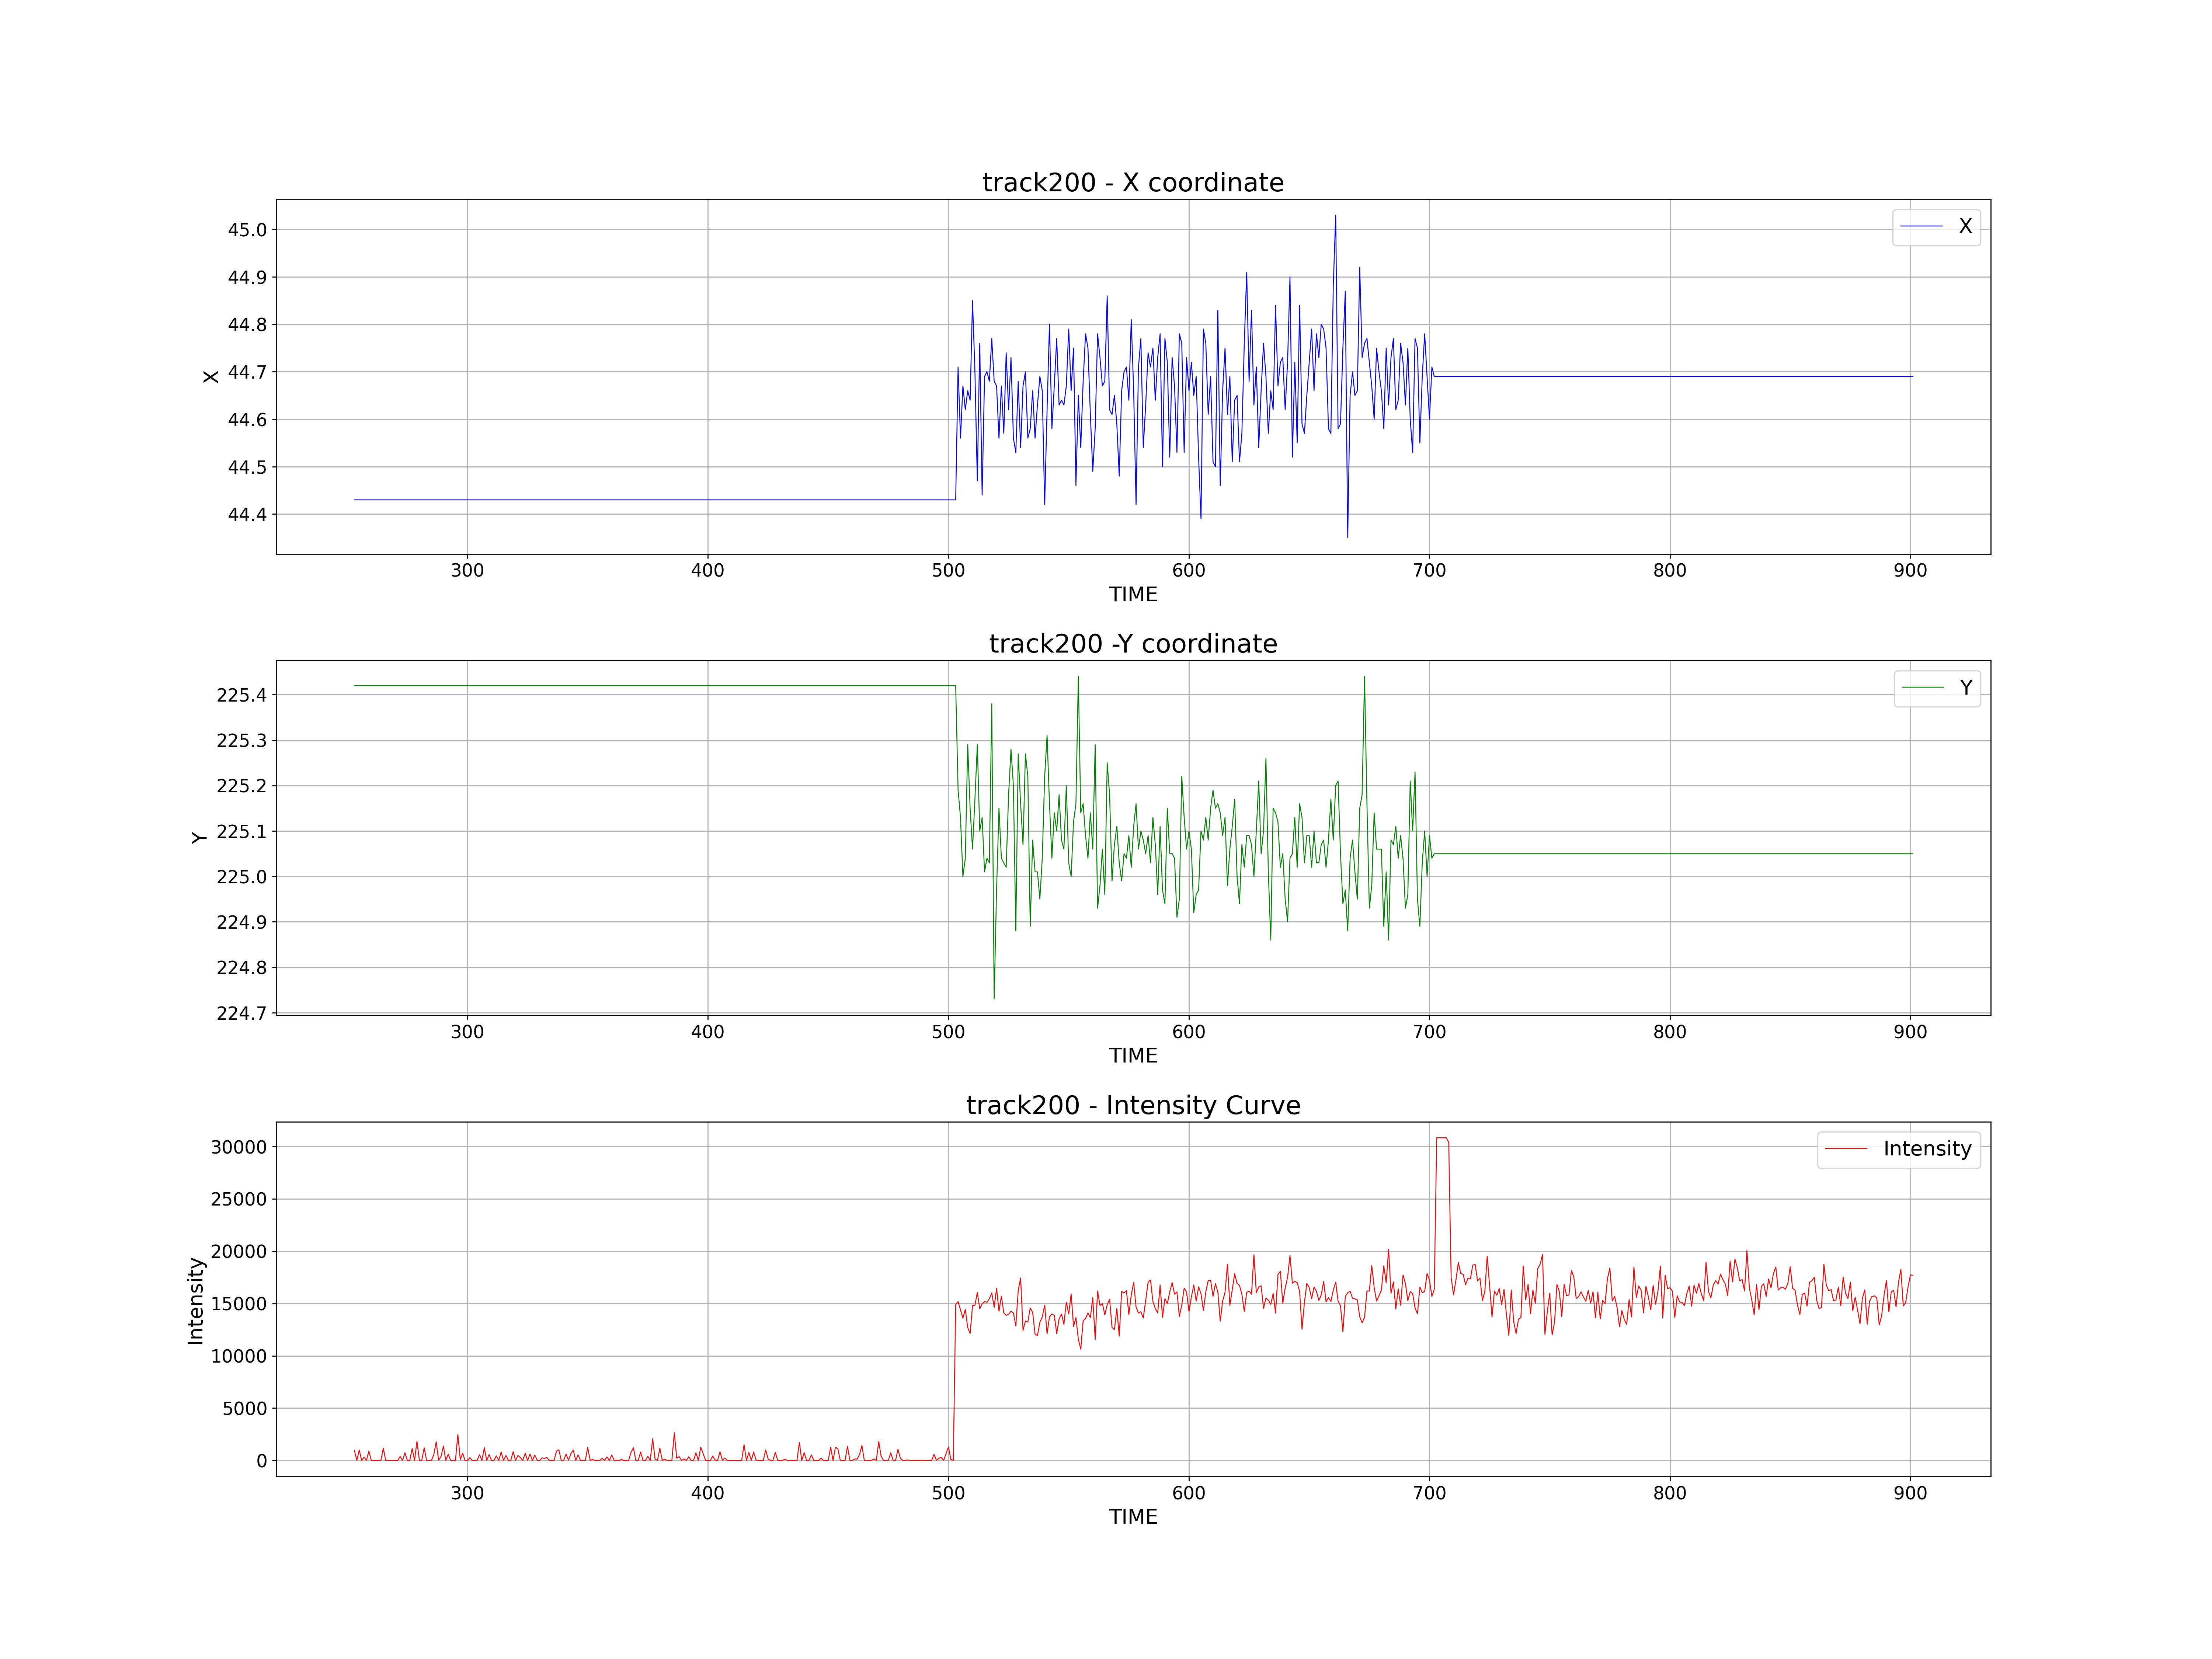 track200 - X coordinate
X
45.0
44.9
44.8
44.7
44.6
44.5
44.4
X
300 400 500 600 700 800 900
TIME
track200 -Y coordinate
Y
225.4
225.3
225.2
225.1
225.0
224.9
224.8
224.7
Y
300 400 500 600 700 800 900
TIME
track200 - Intensity Curve
Intensity
30000
25000
20000
15000
10000
5000
0
Intensity
300 400 500 600 700 800 900
TIME